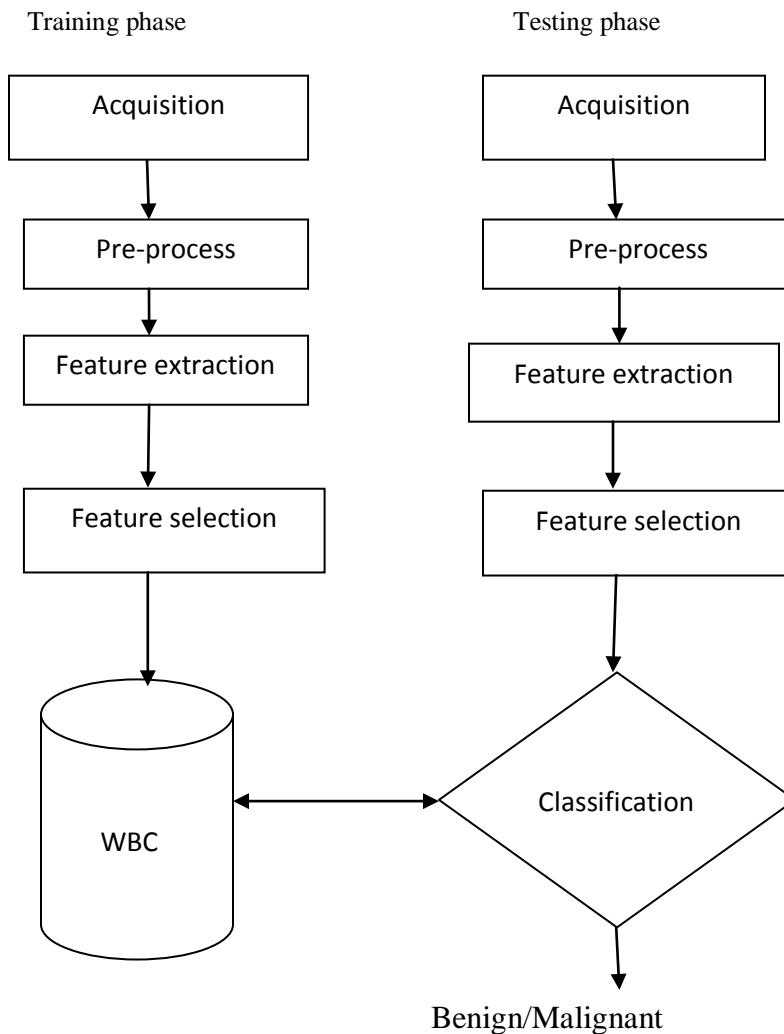 Training phase
Testing phase
Acquisition
Acquisition
Pre-process
Pre-process
Feature extraction
Feature extraction
Feature selection
Feature selection
WBC
Classification
Benign/Malignant